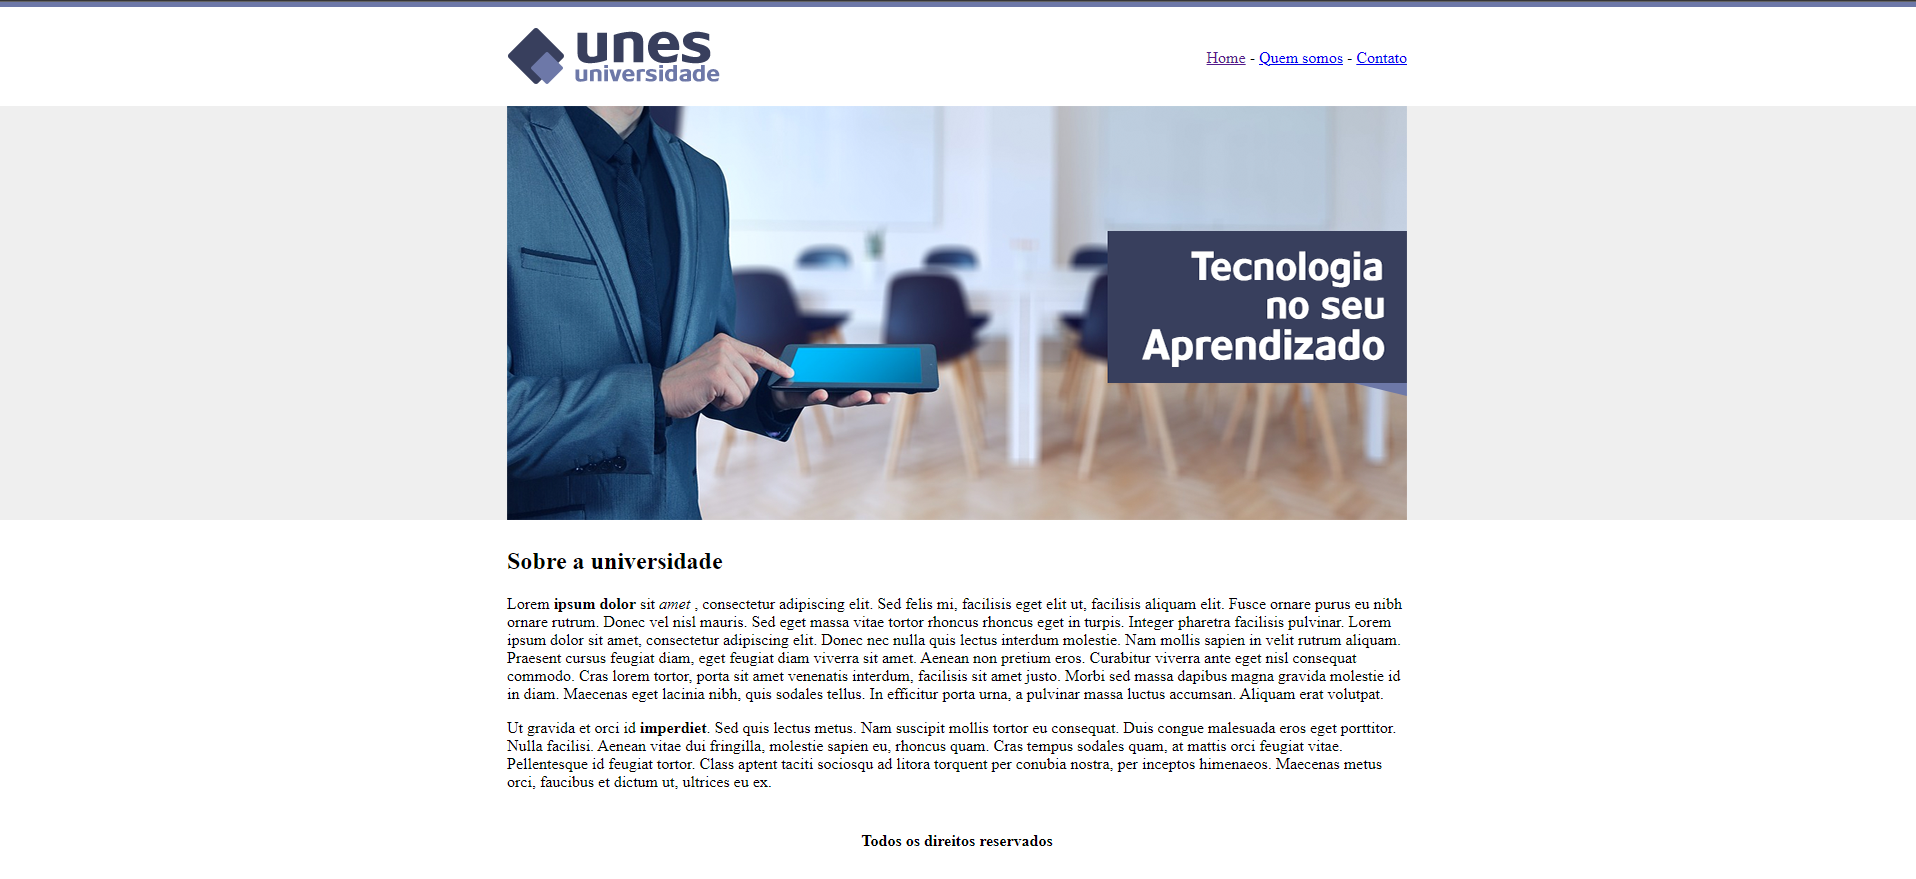 unes
universidade
Home - Quem somos - Contato
Tecnologia
no seu
Aprendizado
Sobre a universidade
Lorem ipsum dolor sit amet , consectetur adipiscing elit. Sed felis mi, facilisis eget elit ut, facilisis aliquam elit. Fusce ornare purus eu nibh
ornare rutrum. Donec vel nisl mauris. Sed eget massa vitae tortor rhoncus rhoncus eget in turpis. Integer pharetra facilisis pulvinar. Lorem
ipsum dolor sit amet, consectetur adipiscing elit. Donec nec nulla quis lectus interdum molestie. Nam mollis sapien in velit rutrum aliquam.
Praesent cursus feugiat diam, eget feugiat diam viverra sit amet. Aenean non pretium eros. Curabitur viverra ante eget nisl consequat
commodo. Cras lorem tortor, porta sit amet venenatis interdum, facilisis sit amet justo. Morbi sed massa dapibus magna gravida molestie id
in diam. Maecenas eget lacinia nibh, quis sodales tellus. In efficitur porta urna, a pulvinar massa luctus accumsan. Aliquam erat volutpat.
Ut gravida et orci id imperdiet. Sed quis lectus metus. Nam suscipit mollis tortor eu consequat. Duis congue malesuada eros eget porttitor.
Nulla facilisi. Aenean vitae dui fringilla, molestie sapien eu, rhoncus quam. Cras tempus sodales quam, at mattis orci feugiat vitae.
Pellentesque id feugiat tortor. Class aptent taciti sociosqu ad litora torquent per conubia nostra, per inceptos himenaeos. Maecenas metus
orci, faucibus et dictum ut, ultrices eu ex.
Todos os direitos reservados